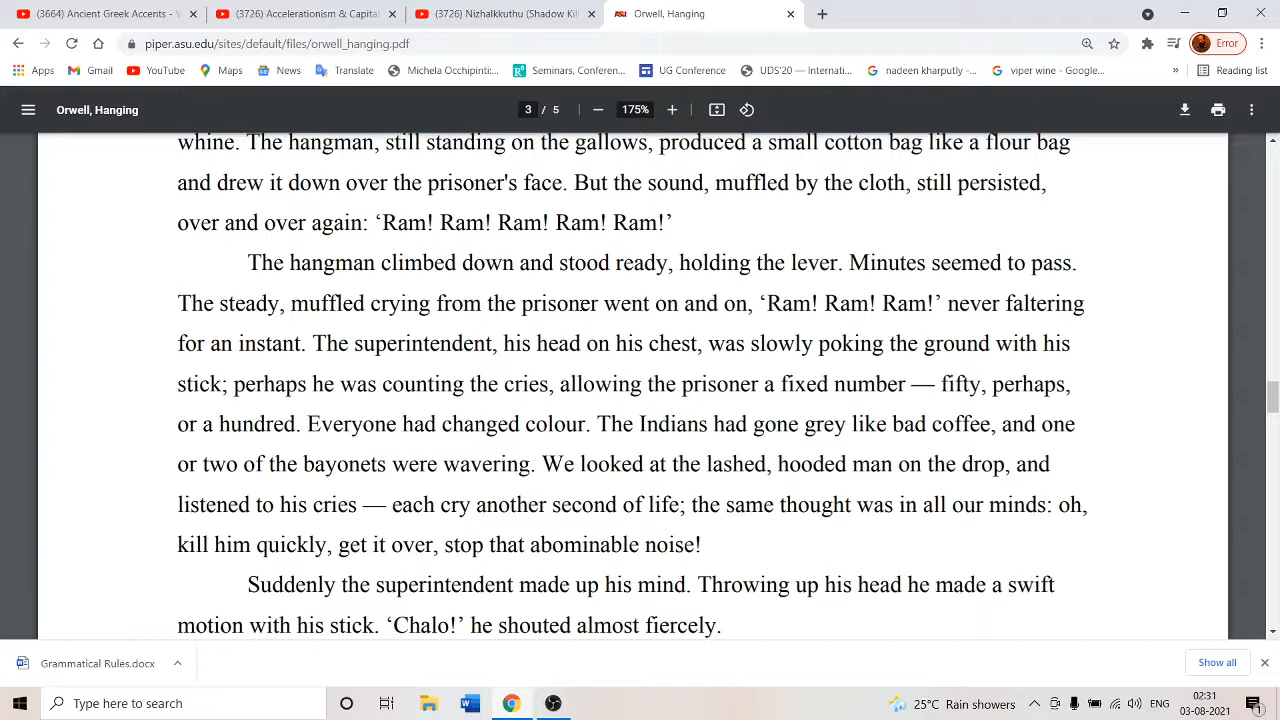 (3664) Ancient Greek Accents - Y
(3726) Accelerationism & Capital
(3726) Nizhalkkuthu (Shadow Kill
ASU Orwell, Hanging
piper.asu.edu/sites/default/files/orwell_hanging.pdf
Error
Apps
Gmail
YouTube
Maps
News
Translate
Michela Occhipinti:...
Seminars, Conferen...
UG Conference
UDS'20 — Internati...
nadeen kharputly -...
viper wine - Google...
»
Reading list
Orwell, Hanging
3 / 5
175%
whine. The hangman, still standing on the gallows, produced a small cotton bag like a flour bag
and drew it down over the prisoner's face. But the sound, muffled by the cloth, still persisted,
over and over again: ‘Ram! Ram! Ram! Ram! Ram!’
The hangman climbed down and stood ready, holding the lever. Minutes seemed to pass.
The steady, muffled crying from the prisoner went on and on, ‘Ram! Ram! Ram!’ never faltering
for an instant. The superintendent, his head on his chest, was slowly poking the ground with his
stick; perhaps he was counting the cries, allowing the prisoner a fixed number — fifty, perhaps,
or a hundred. Everyone had changed colour. The Indians had gone grey like bad coffee, and one
or two of the bayonets were wavering. We looked at the lashed, hooded man on the drop, and
listened to his cries — each cry another second of life; the same thought was in all our minds: oh,
kill him quickly, get it over, stop that abominable noise!
Suddenly the superintendent made up his mind. Throwing up his head he made a swift
motion with his stick. ‘Chalo!’ he shouted almost fiercely.
Grammatical Rules.docx
Show all
Type here to search
25°C Rain showers
ENG
02:31
03-08-2021
1